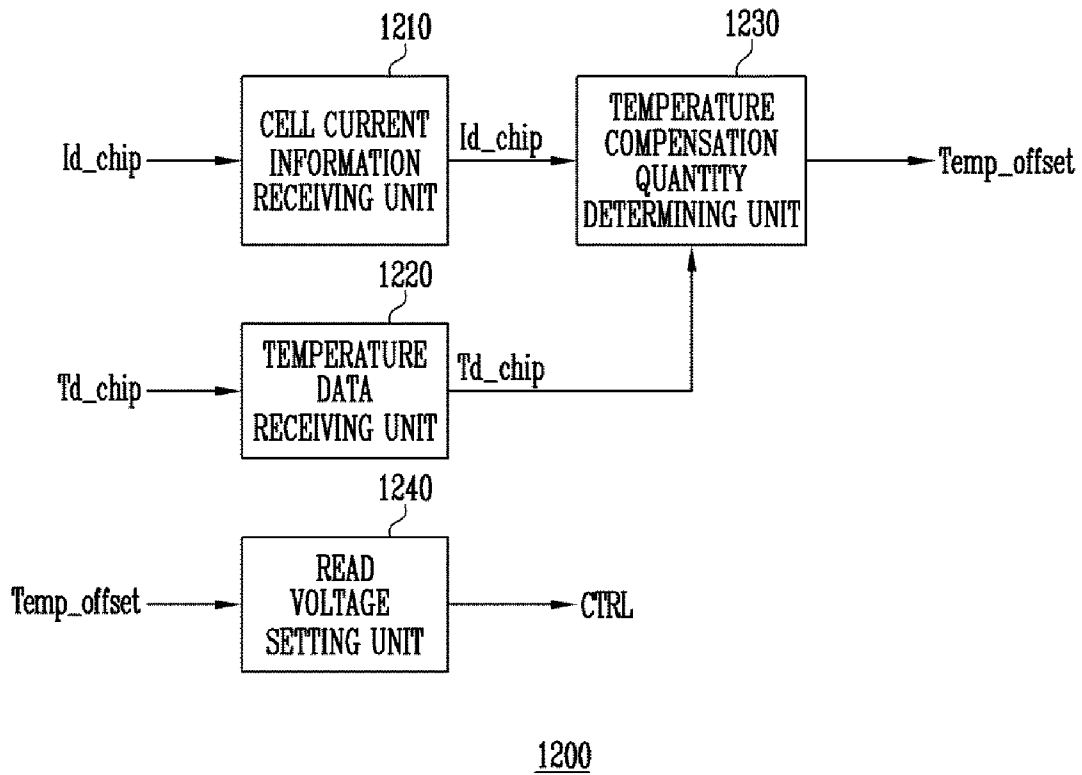 1210
1230
Id_chip
CELL CURRENT
INFORMATION
RECEIVING UNIT
Id_chip
TEMPERATURE
COMPENSATION
QUANTITY
DETERMINING UNIT
Temp_offset
1220
Td_chip
TEMPERATURE
DATA
RECEIVING UNIT
Td_chip
1240
Temp_offset
READ
VOLTAGE
SETTING UNIT
CTRL
1200